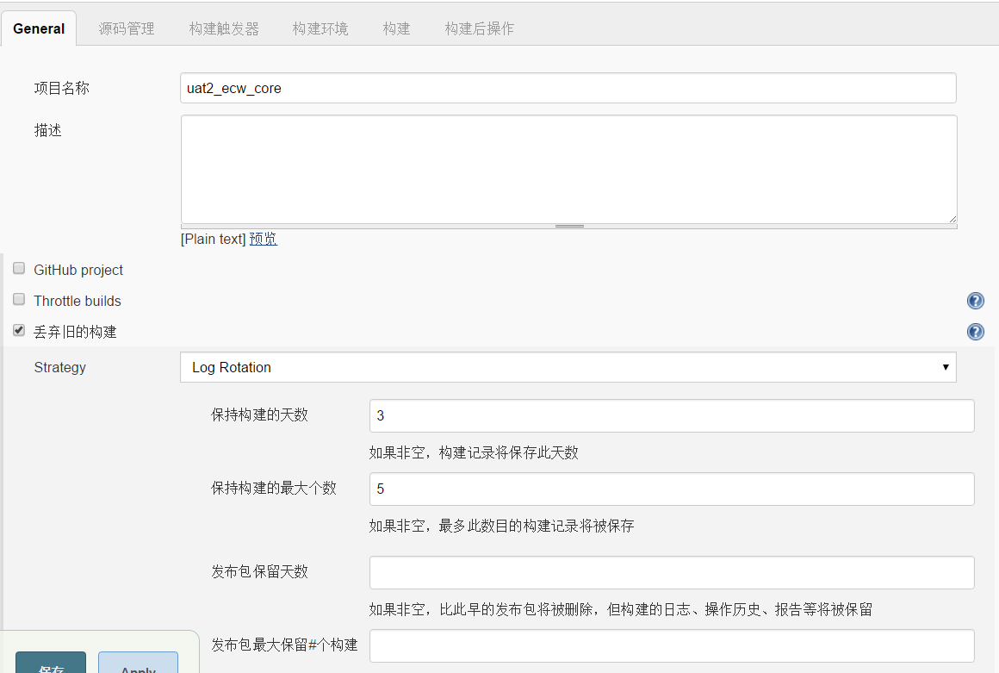 General 源码管理 构建触发器 构建环境 构建 构建后操作
项目名称 uat2_ecw_core
描述
[Plain text] 预览
GitHub project
Throttle builds
丢弃旧的构建
Strategy Log Rotation
保持构建的天数 3
如果非空，构建记录将保存此天数
保持构建的最大个数 5
如果非空，最多此数目的构建记录将被保存
发布包保留天数
如果非空，比此早的发布包将被删除，但构建的日志、操作历史、报告等将被保留
发布包最大保留#个构建
保存 Apply